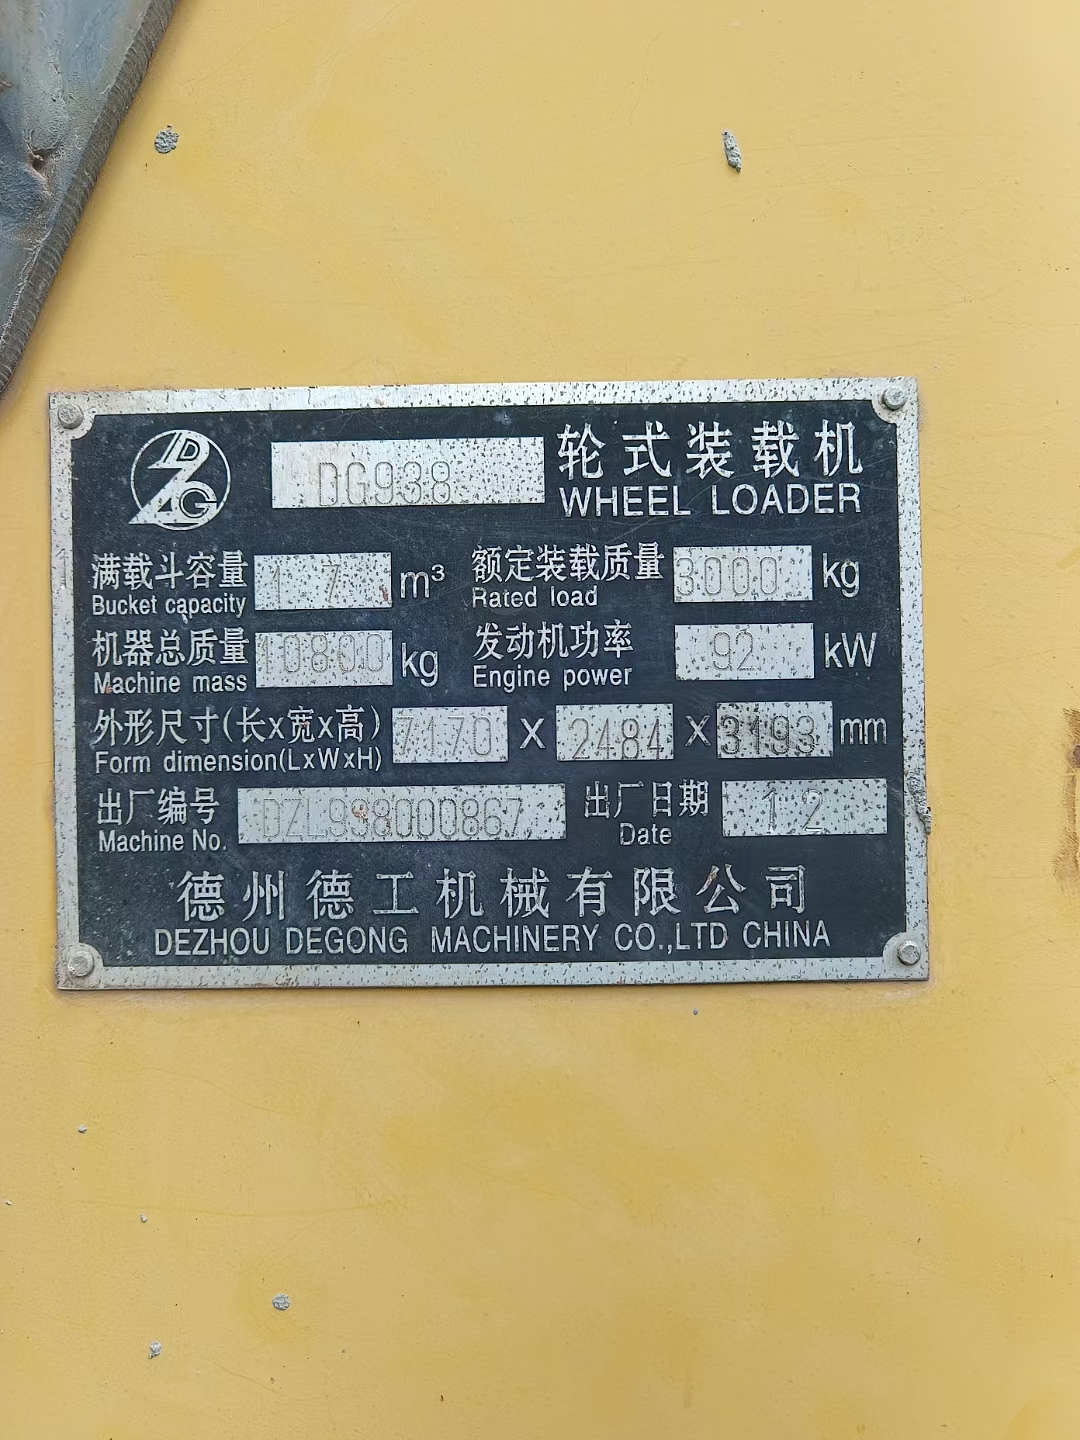 DG938 轮式装载机
WHEEL LOADER
满载斗容量 1 7 m³ 额定装载质量 3000 kg
Bucket capacity Rated load
机器总质量 10800 kg 发动机功率 92 kW
Machine mass Engine power
外形尺寸(长x宽x高) 7170 X 2484 X 3193 mm
Form dimension(LxWxH)
出厂编号 DZL938000867 出厂日期 12
Machine No. Date
德州德工机械有限公司
DEZHOU DEGONG MACHINERY CO.,LTD CHINA